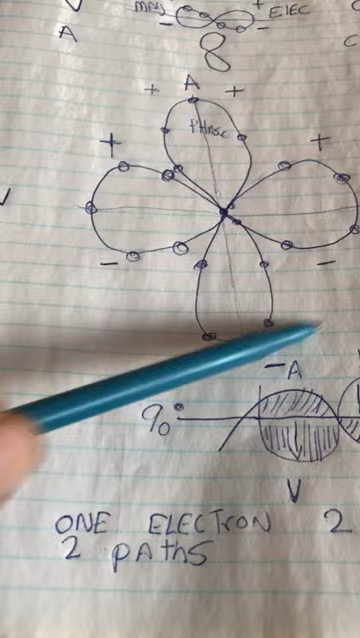 + ELEC
- -
A C
8
+ A +
Phase
+ +
- -
-A
90°
V
ONE ELECTRON 2
2 PATHS